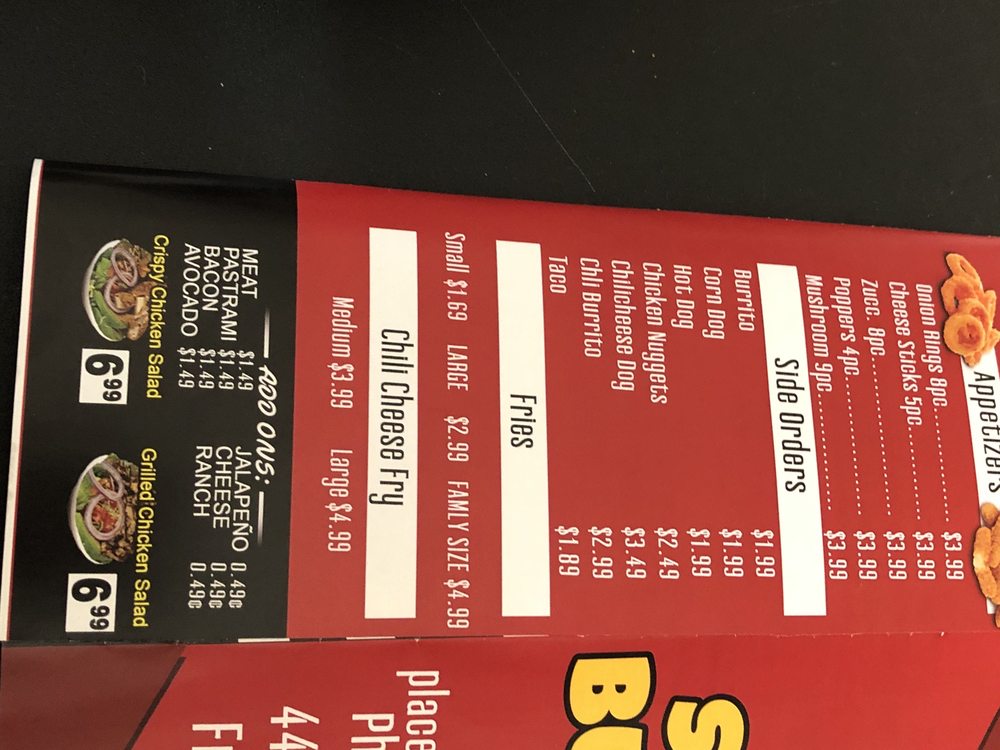 Appetizers
Onion Rings 8pc........ $3.99
Cheese Sticks 5pc........ $3.99
Zucc. 8pc........ $3.99
Poppers 4pc........ $3.99
Mushroom 9pc........ $3.99
SIde Orders
Burrito $1.99
Corn Dog $1.99
Hot Dog $1.99
Chicken Nuggets $2.49
Chilcheese Dog $3.49
Chli Burrito $2.99
Taco $1.89
Fries
Small $1.69 LARGE $2.99 FAMLY SIZE $4.99
Chili Cheese Fry
Medum $3.99 Large $4.99
ADD ONS:
MEAT $1.49 JALAPEÑO 0.49¢
PASTRAMI $1.49 CHEESE 0.49¢
BACON $1.49 RANCH 0.49¢
AVOCADO $1.49
Crispy Chicken Salad 6.99
Grilled Chicken Salad 6.99
place